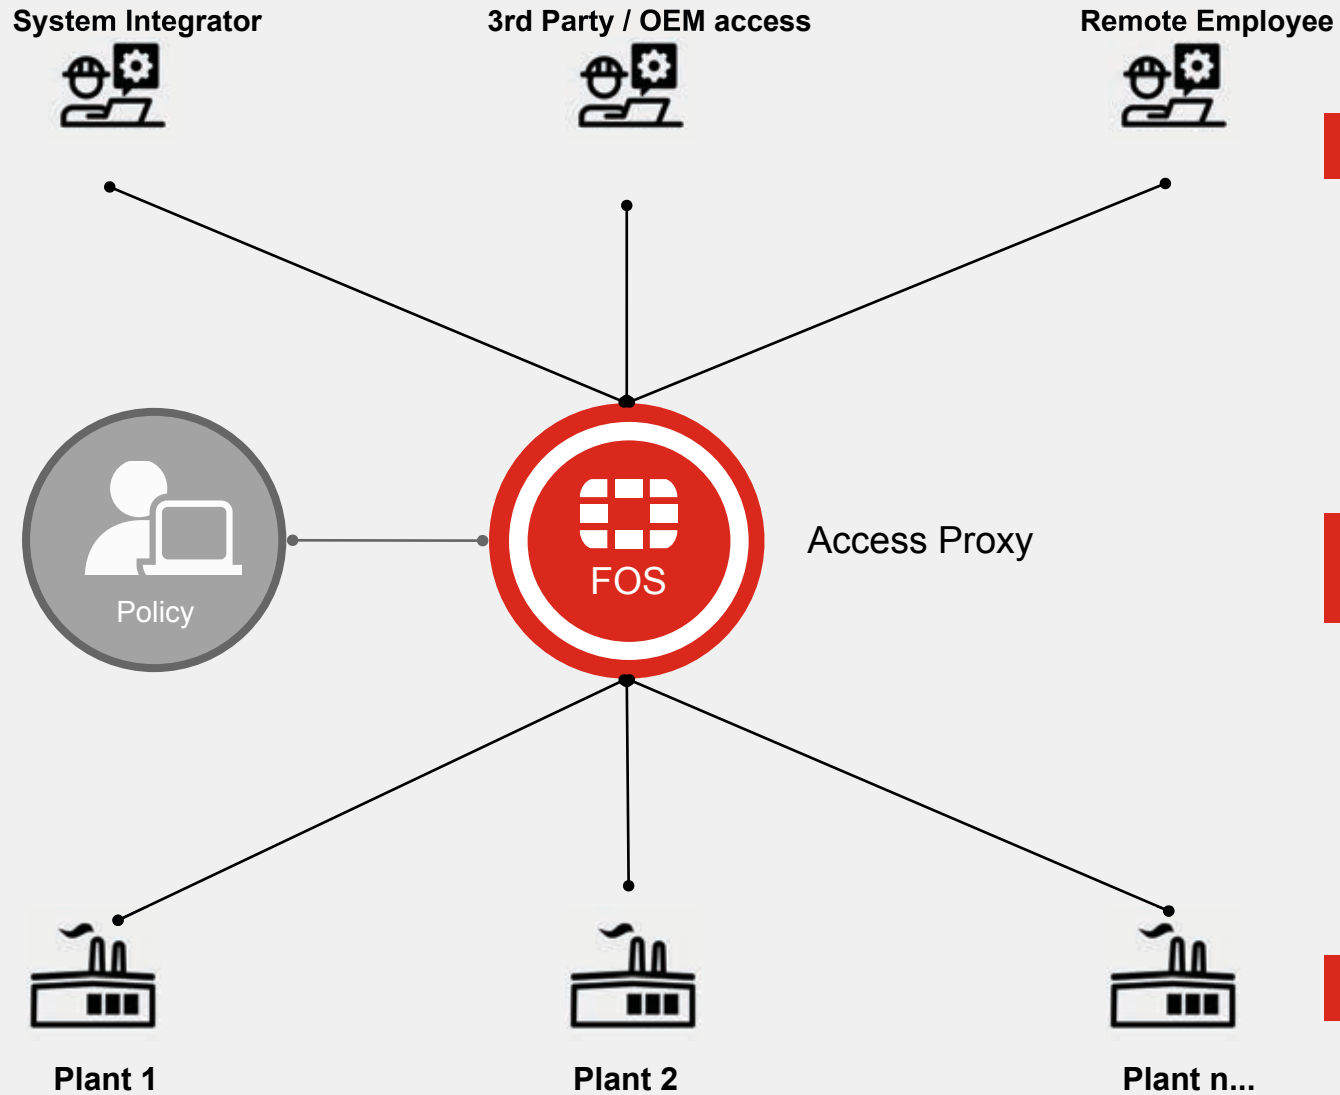 System Integrator
3rd Party / OEM access
Remote Employee
FOS
Access Proxy
Policy
Plant 1
Plant 2
Plant n...